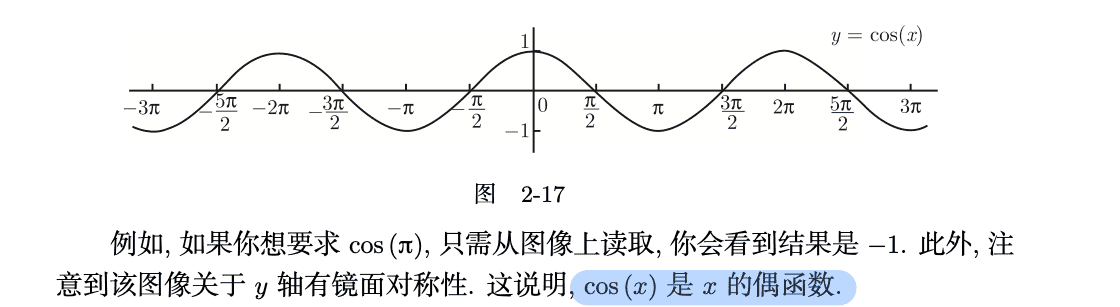 y = cos(x)
1
−3π −5π/2 −2π −3π/2 −π −π/2 0 π/2 π 3π/2 2π 5π/2 3π
−1
图 2-17
例如, 如果你想要求 cos (π), 只需从图像上读取, 你会看到结果是 −1. 此外, 注
意到该图像关于 y 轴有镜面对称性. 这说明, cos (x) 是 x 的偶函数.